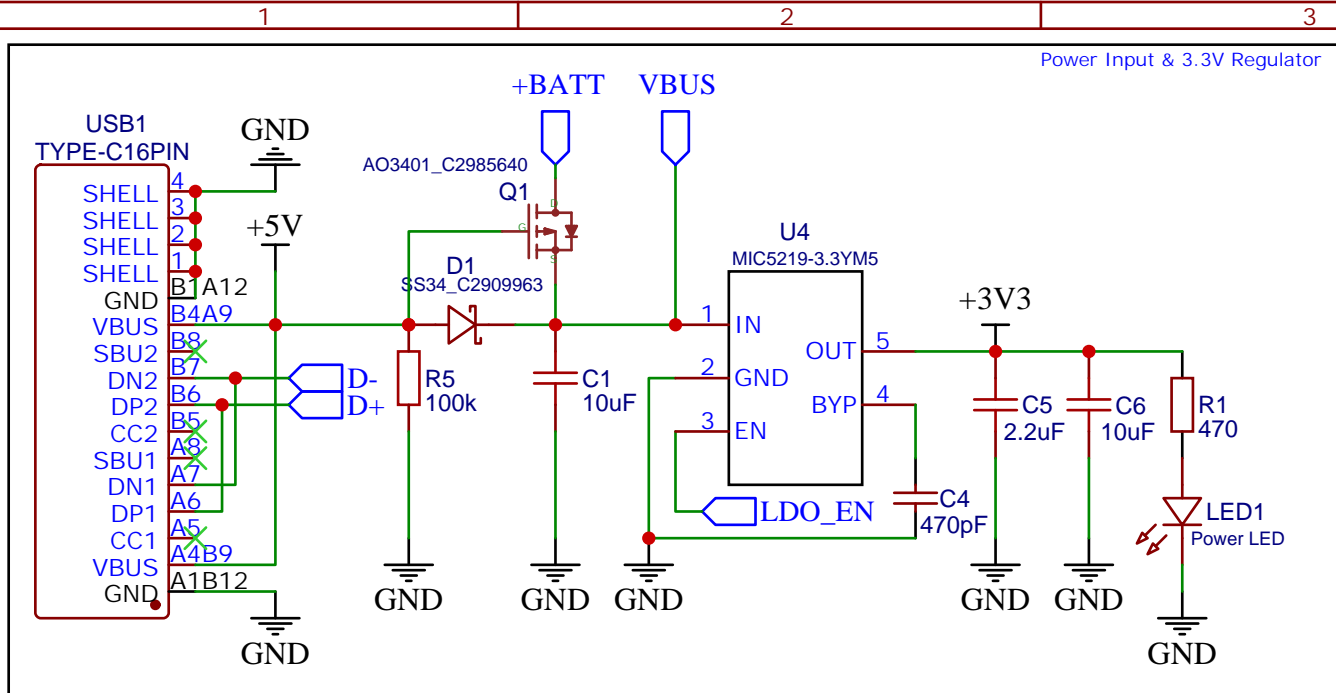 1
2
3
Power Input & 3.3V Regulator
+BATT
VBUS
USB1
TYPE-C16PIN
GND
AO3401_C2985640
Q1
D
G
S
+5V
D1
SS34_C2909963
U4
MIC5219-3.3YM5
+3V3
SHELL 4
SHELL 3
SHELL 2
SHELL 1
GND B1A12
VBUS B4A9
SBU2 B8
DN2 B7
DP2 B6
CC2 B5
SBU1 A8
DN1 A7
DP1 A6
CC1 A5
VBUS A4B9
GND A1B12
D-
D+
R5
100k
C1
10uF
1 IN
2 GND
3 EN
OUT 5
BYP 4
LDO_EN
C4
470pF
C5
2.2uF
C6
10uF
R1
470
LED1
Power LED
GND
GND
GND
GND
GND
GND
GND